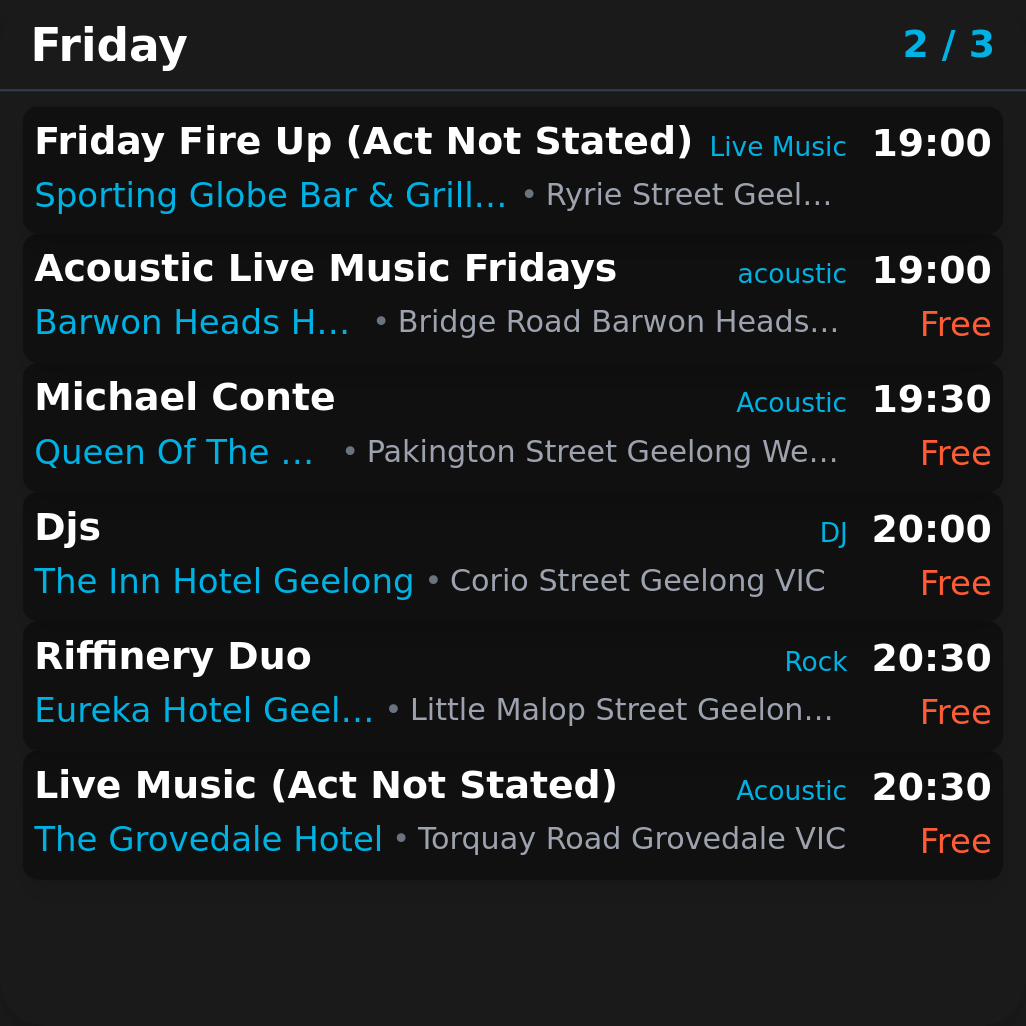 Friday 2 / 3
Friday Fire Up (Act Not Stated) Live Music 19:00
Sporting Globe Bar & Grill... • Ryrie Street Geel...
Acoustic Live Music Fridays acoustic 19:00
Barwon Heads H... • Bridge Road Barwon Heads... Free
Michael Conte Acoustic 19:30
Queen Of The ... • Pakington Street Geelong We... Free
Djs DJ 20:00
The Inn Hotel Geelong • Corio Street Geelong VIC Free
Riffinery Duo Rock 20:30
Eureka Hotel Geel... • Little Malop Street Geelon... Free
Live Music (Act Not Stated) Acoustic 20:30
The Grovedale Hotel • Torquay Road Grovedale VIC Free